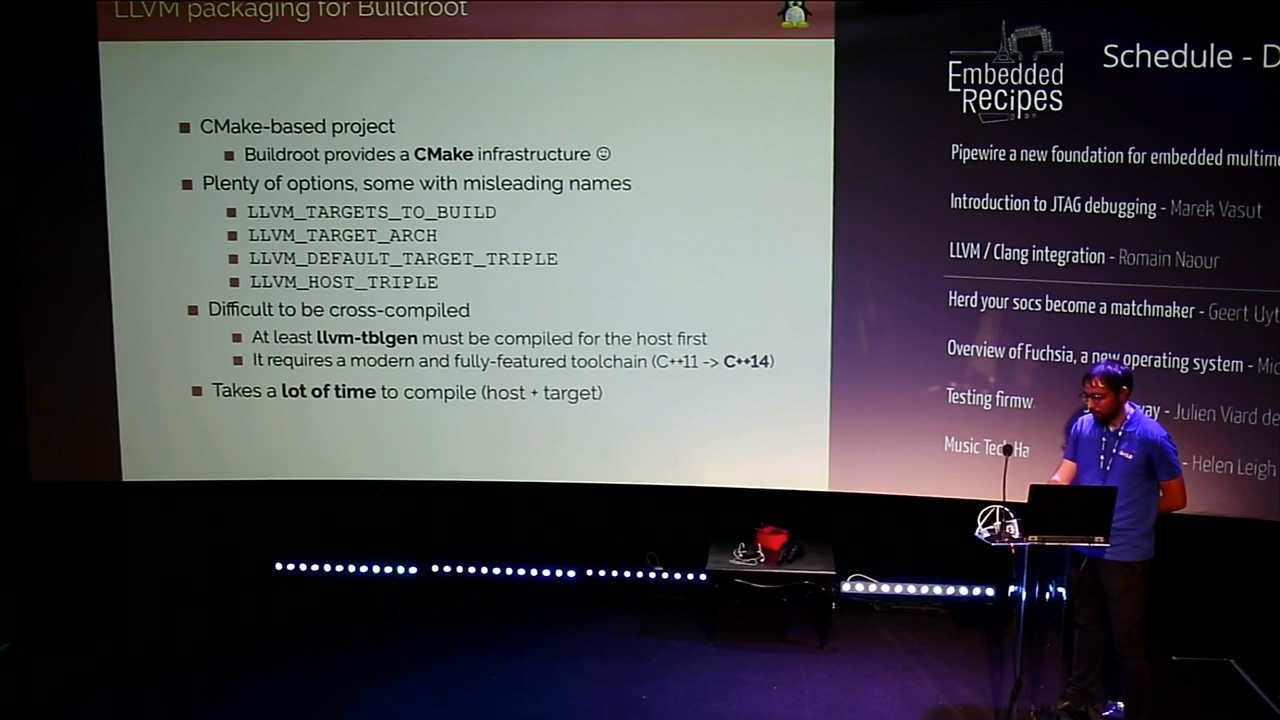 LLVM packaging for Buildroot
CMake-based project
Buildroot provides a CMake infrastructure ☺
Plenty of options, some with misleading names
LLVM_TARGETS_TO_BUILD
LLVM_TARGET_ARCH
LLVM_DEFAULT_TARGET_TRIPLE
LLVM_HOST_TRIPLE
Difficult to be cross-compiled
At least llvm-tblgen must be compiled for the host first
It requires a modern and fully-featured toolchain (C++11 -> C++14)
Takes a lot of time to compile (host + target)
Embedded
Recipes
Schedule - D
Pipewire a new foundation for embedded multime
Introduction to JTAG debugging - Marek Vasut
LLVM / Clang integration - Romain Naour
Herd your socs become a matchmaker - Geert Uyt
Overview of Fuchsia, a new operating system - Mic
Testing firmw ay - Julien Viard de
Music Tec Ha - Helen Leigh